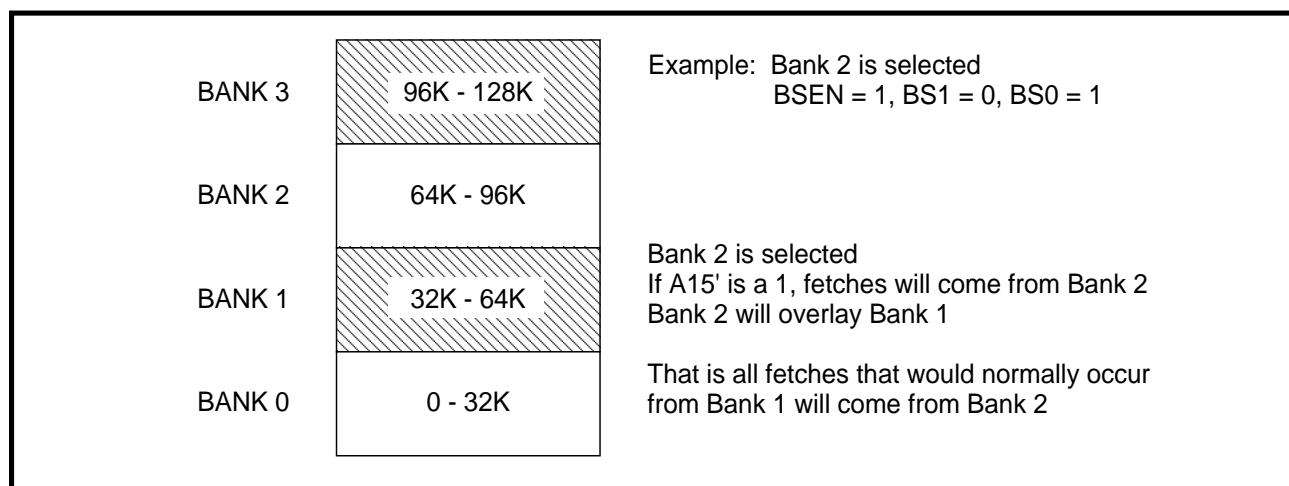 BANK 3
96K - 128K
Example: Bank 2 is selected
BSEN = 1, BS1 = 0, BS0 = 1
BANK 2
64K - 96K
BANK 1
32K - 64K
Bank 2 is selected
If A15' is a 1, fetches will come from Bank 2
Bank 2 will overlay Bank 1
BANK 0
0 - 32K
That is all fetches that would normally occur
from Bank 1 will come from Bank 2